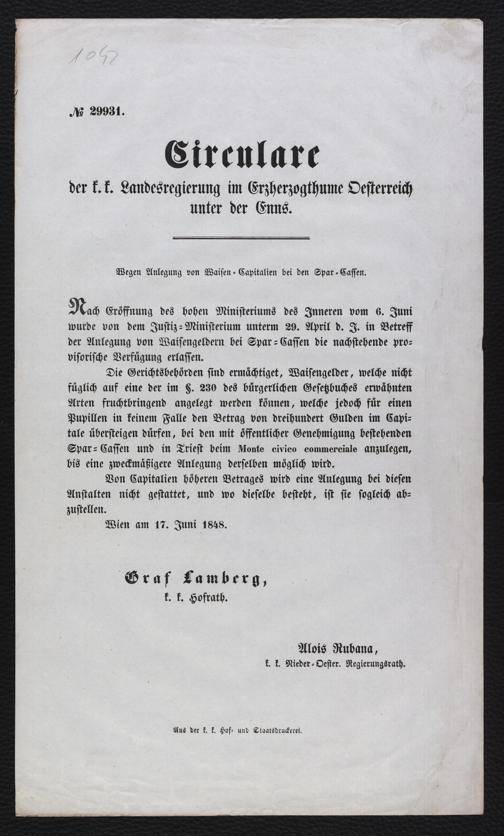 1042
№ 29931.
Circulare
der k. k. Landesregierung im Erzherzogthume Oesterreich
unter der Enns.
Wegen Anlegung von Waisen-Capitalien bei den Spar-Cassen.
Nach Eröffnung des hohen Ministeriums des Inneren vom 6. Juni
wurde von dem Justiz-Ministerium unterm 29. April d. J. in Betreff
der Anlegung von Waisengeldern bei Spar-Cassen die nachstehende pro-
visorische Verfügung erlassen.
Die Gerichtsbehörden sind ermächtiget, Waisengelder, welche nicht
füglich auf eine der im §. 230 des bürgerlichen Gesetzbuches erwähnten
Arten fruchtbringend angelegt werden können, welche jedoch für einen
Pupillen in keinem Falle den Betrag von dreihundert Gulden im Capi-
tale übersteigen dürfen, bei den mit öffentlicher Genehmigung bestehenden
Spar-Cassen und in Triest beim Monte civico commerciale anzulegen,
bis eine zweckmäßigere Anlegung derselben möglich wird.
Von Capitalien höheren Betrages wird eine Anlegung bei diesen
Anstalten nicht gestattet, und wo dieselbe besteht, ist sie sogleich ab-
zustellen.
Wien am 17. Juni 1848.
Graf Lamberg,
k. k. Hofrath.
Alois Rubana,
k. k. Nieder-Oester. Regierungsrath.
Aus der k. k. Hof- und Staatsdruckerei.